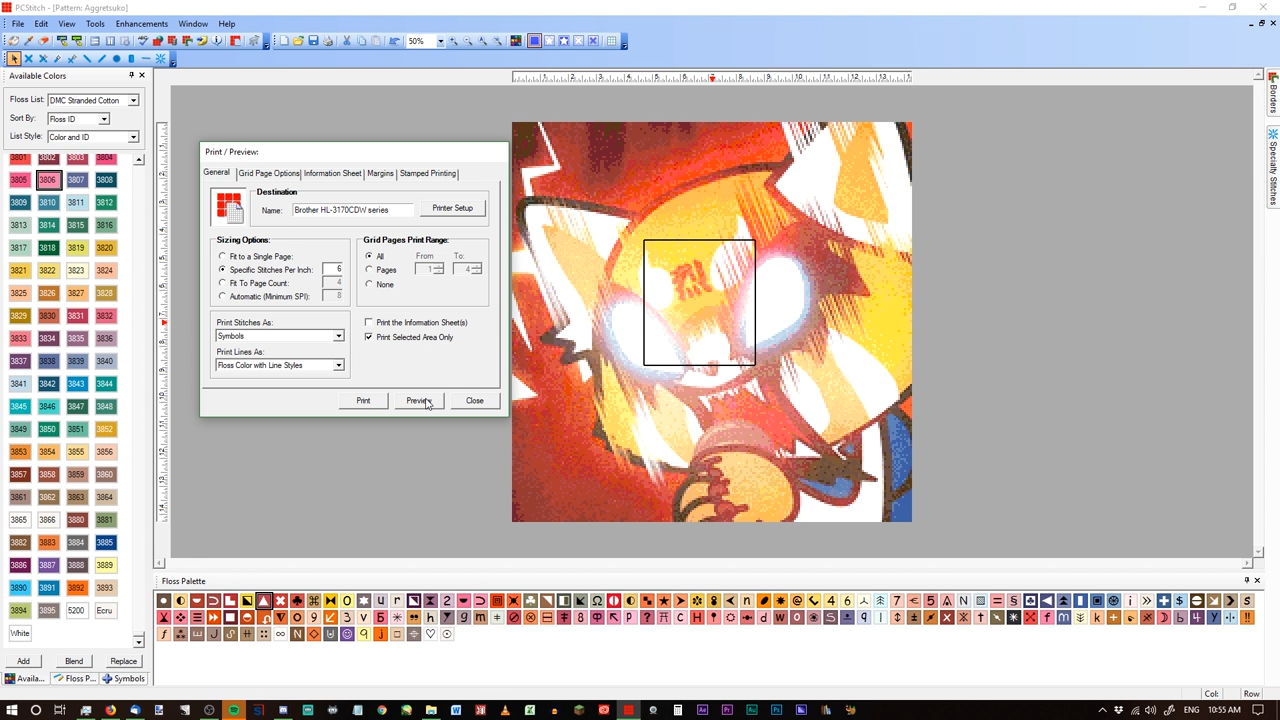 PCStitch - [Pattern: Aggretsuko]
File Edit View Tools Enhancements Window Help
50%
Available Colors
Floss List: DMC Stranded Cotton
Sort By: Floss ID
List Style: Color and ID
3801 3802 3803 3804
3805 3806 3807 3808
3809 3810 3811 3812
3813 3814 3815 3816
3817 3818 3819 3820
3821 3822 3823 3824
3825 3826 3827 3828
3829 3830 3831 3832
3833 3834 3835 3836
3837 3838 3839 3840
3841 3842 3843 3844
3845 3846 3847 3848
3849 3850 3851 3852
3853 3854 3855 3856
3857 3858 3859 3860
3861 3862 3863 3864
3865 3866 3880 3881
3882 3883 3884 3885
3886 3887 3888 3889
3890 3891 3892 3893
3894 3895 5200 Ecru
White
Add Blend Replace
Availa... Floss P... Symbols
Print / Preview:
General Grid Page Options Information Sheet Margins Stamped Printing
Destination
Name: Brother HL-3170CDW series Printer Setup
Sizing Options:
Fit to a Single Page:
Specific Stitches Per Inch: 6
Fit To Page Count: 4
Automatic (Minimum SPI): 8
Grid Pages Print Range:
All From To:
Pages 1 4
None
Print Stitches As:
Symbols
Print Lines As:
Floss Color with Line Styles
Print the Information Sheet(s)
Print Selected Area Only
Print Preview Close
烈
Borders
Specialty Stitches
Floss Palette
Col: Row
ENG 10:55 AM